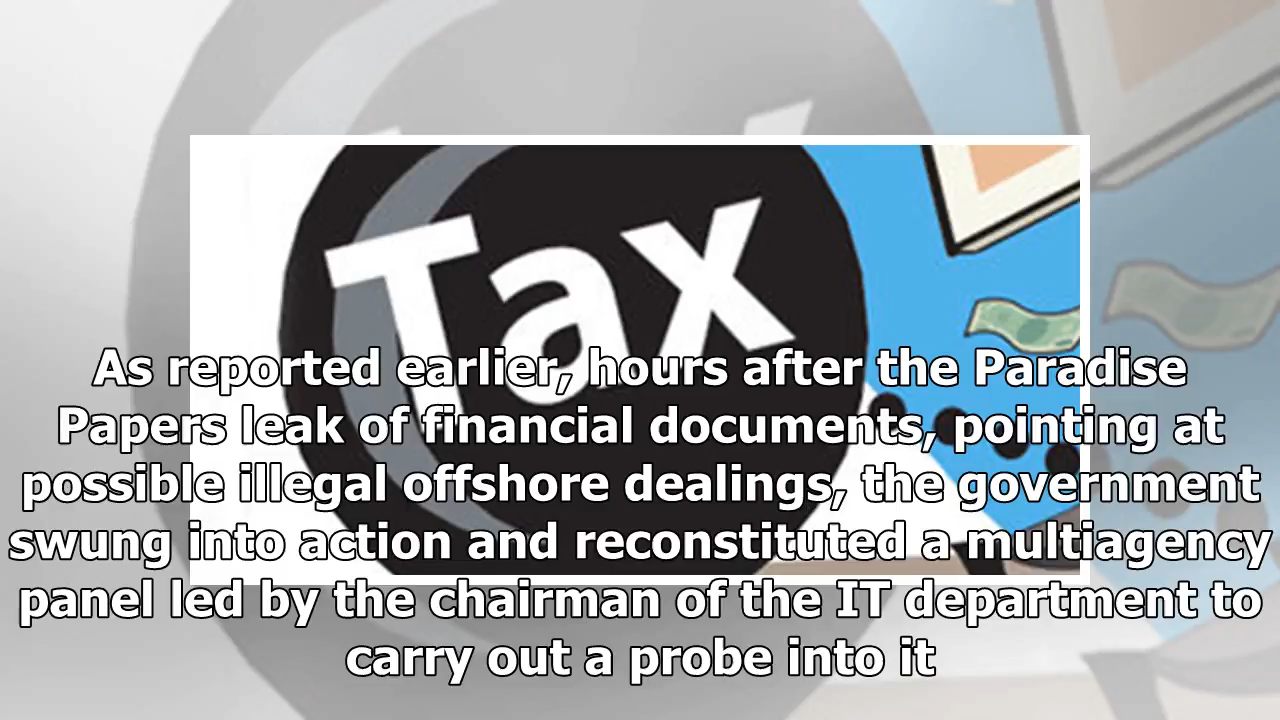 Tax
As reported earlier, hours after the Paradise
Papers leak of financial documents, pointing at
possible illegal offshore dealings, the government
swung into action and reconstituted a multiagency
panel led by the chairman of the IT department to
carry out a probe into it